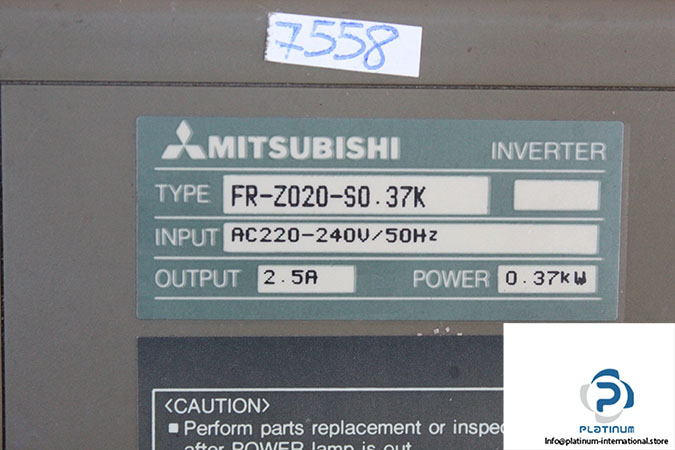 7558
MITSUBISHI INVERTER
TYPE FR-Z020-S0.37K
INPUT AC220-240V/50Hz
OUTPUT 2.5A POWER 0.37kW
<CAUTION>
■ Perform parts replacement or inspe
after POWER lamp is out.
PLATINUM
Info@platinum-international.store